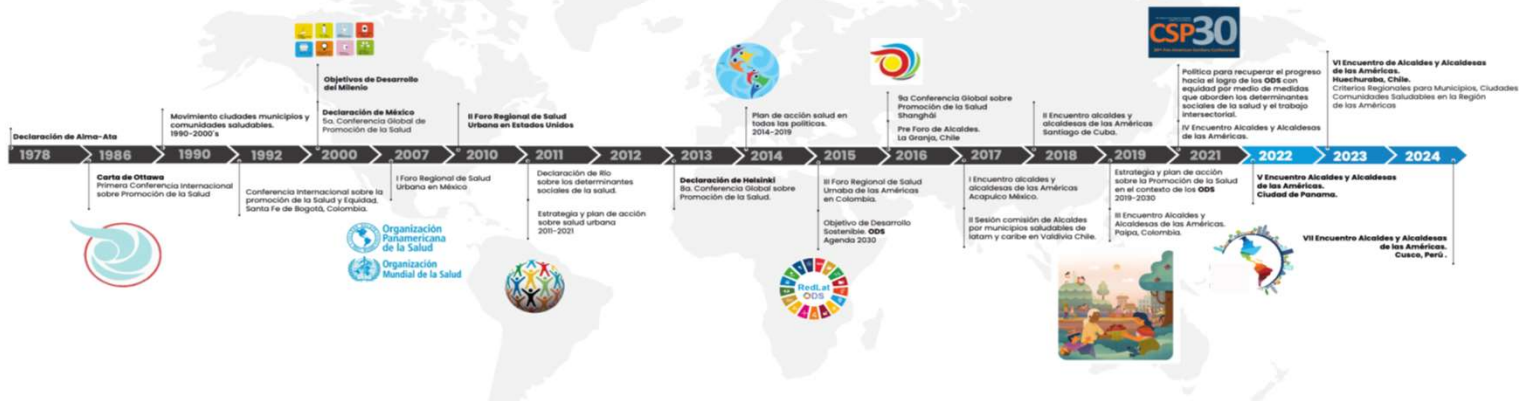 Declaración de Alma-Ata
1978
1986
Carta de Ottawa
Primera Conferencia Internacional
sobre Promoción de la Salud
Movimiento ciudades municipios y
comunidades saludables.
1990-2000's
1990
1992
Conferencia Internacional sobre la
promoción de la Salud y Equidad,
Santa Fe de Bogotá, Colombia.
Objetivos de Desarrollo
del Milenio
Declaración de México
5a. Conferencia Global de
Promoción de la Salud
2000
2007
I Foro Regional de Salud
Urbana en México
Organización
Panamericana
de la Salud
Organización
Mundial de la Salud
II Foro Regional de Salud
Urbana en Estados Unidos
2010
2011
Declaración de Río
sobre los determinantes
sociales de la salud.
Estrategia y plan de acción
sobre salud urbana
2011-2021
2012
2013
Declaración de Helsinki
8a. Conferencia Global sobre
Promoción de la Salud.
Plan de acción salud en
todas las políticas.
2014-2019
2014
2015
III Foro Regional de Salud
Urnaba de las Américas
en Colombia.
Objetivo de Desarrollo
Sostenible. ODS
Agenda 2030
RedLat
ODS
9a Conferencia Global sobre
Promoción de la Salud
Shanghái
Pre Foro de Alcaldes.
La Granja, Chile
2016
2017
I Encuentro alcaldes y
alcaldesas de las Américas
Acapulco México.
II Sesión comisión de Alcaldes
por municipios saludables de
latam y caribe en Valdivia Chile.
II Encuentro alcaldes y
alcaldesas de las Américas
Santiago de Cuba.
2018
2019
Estrategia y plan de acción
sobre la Promoción de la Salud
en el contexto de los ODS
2019-2030
III Encuentro Alcaldes y
Alcaldesas de las Américas.
Paipa, Colombia.
CSP30
Política para recuperar el progreso
hacia el logro de los ODS con
equidad por medio de medidas
que aborden los determinantes
sociales de la salud y el trabajo
intersectorial.
IV Encuentro Alcaldes y Alcaldesas
de las Américas.
2021
2022
V Encuentro Alcaldes y Alcaldesas
de las Américas.
Ciudad de Panama.
VI Encuentro de Alcaldes y Alcaldesas
de las Américas.
Huechuraba, Chile.
Criterios Regionales para Municipios, Ciudades
Comunidades Saludables en la Región
de las Américas
2023
2024
VII Encuentro Alcaldes y Alcaldesas
de las Américas.
Cusco, Perú .